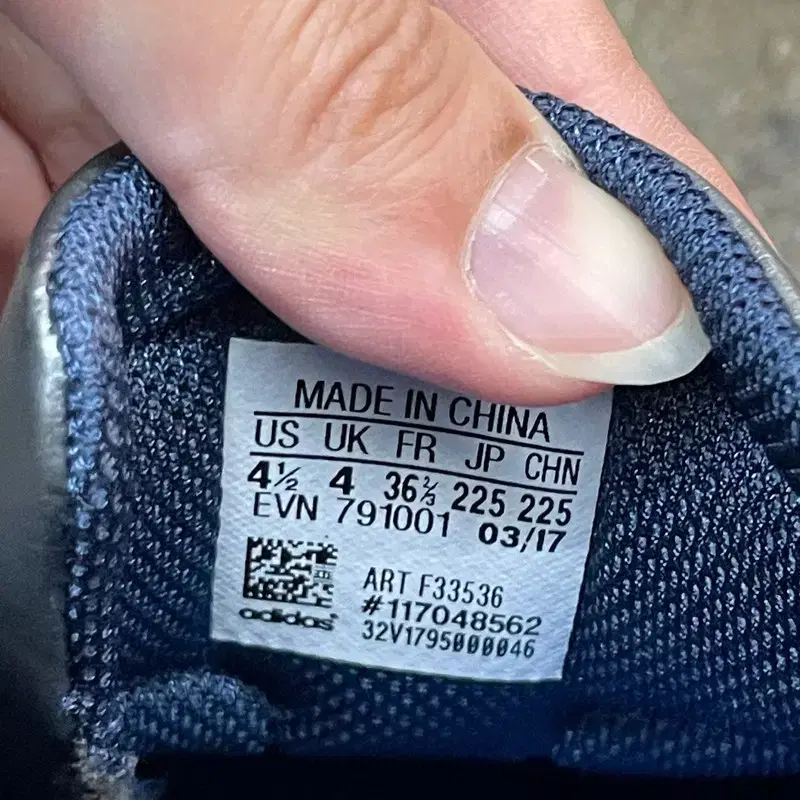 MADE IN CHINA
US UK FR JP CHN
4½ 4 36⅔ 225 225
EVN 791001 03/17
ART F33536
#117048562
adidas
32V1795000046